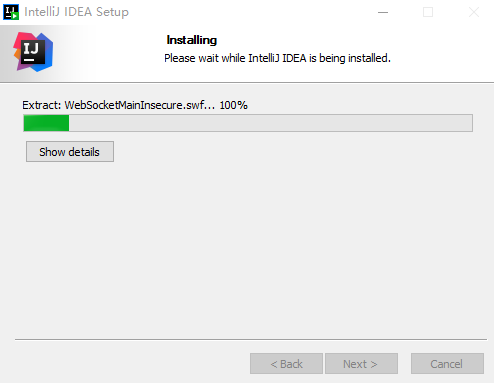 IntelliJ IDEA Setup
IJ
Installing
Please wait while IntelliJ IDEA is being installed.
Extract: WebSocketMainInsecure.swf... 100%
Show details
< Back
Next >
Cancel